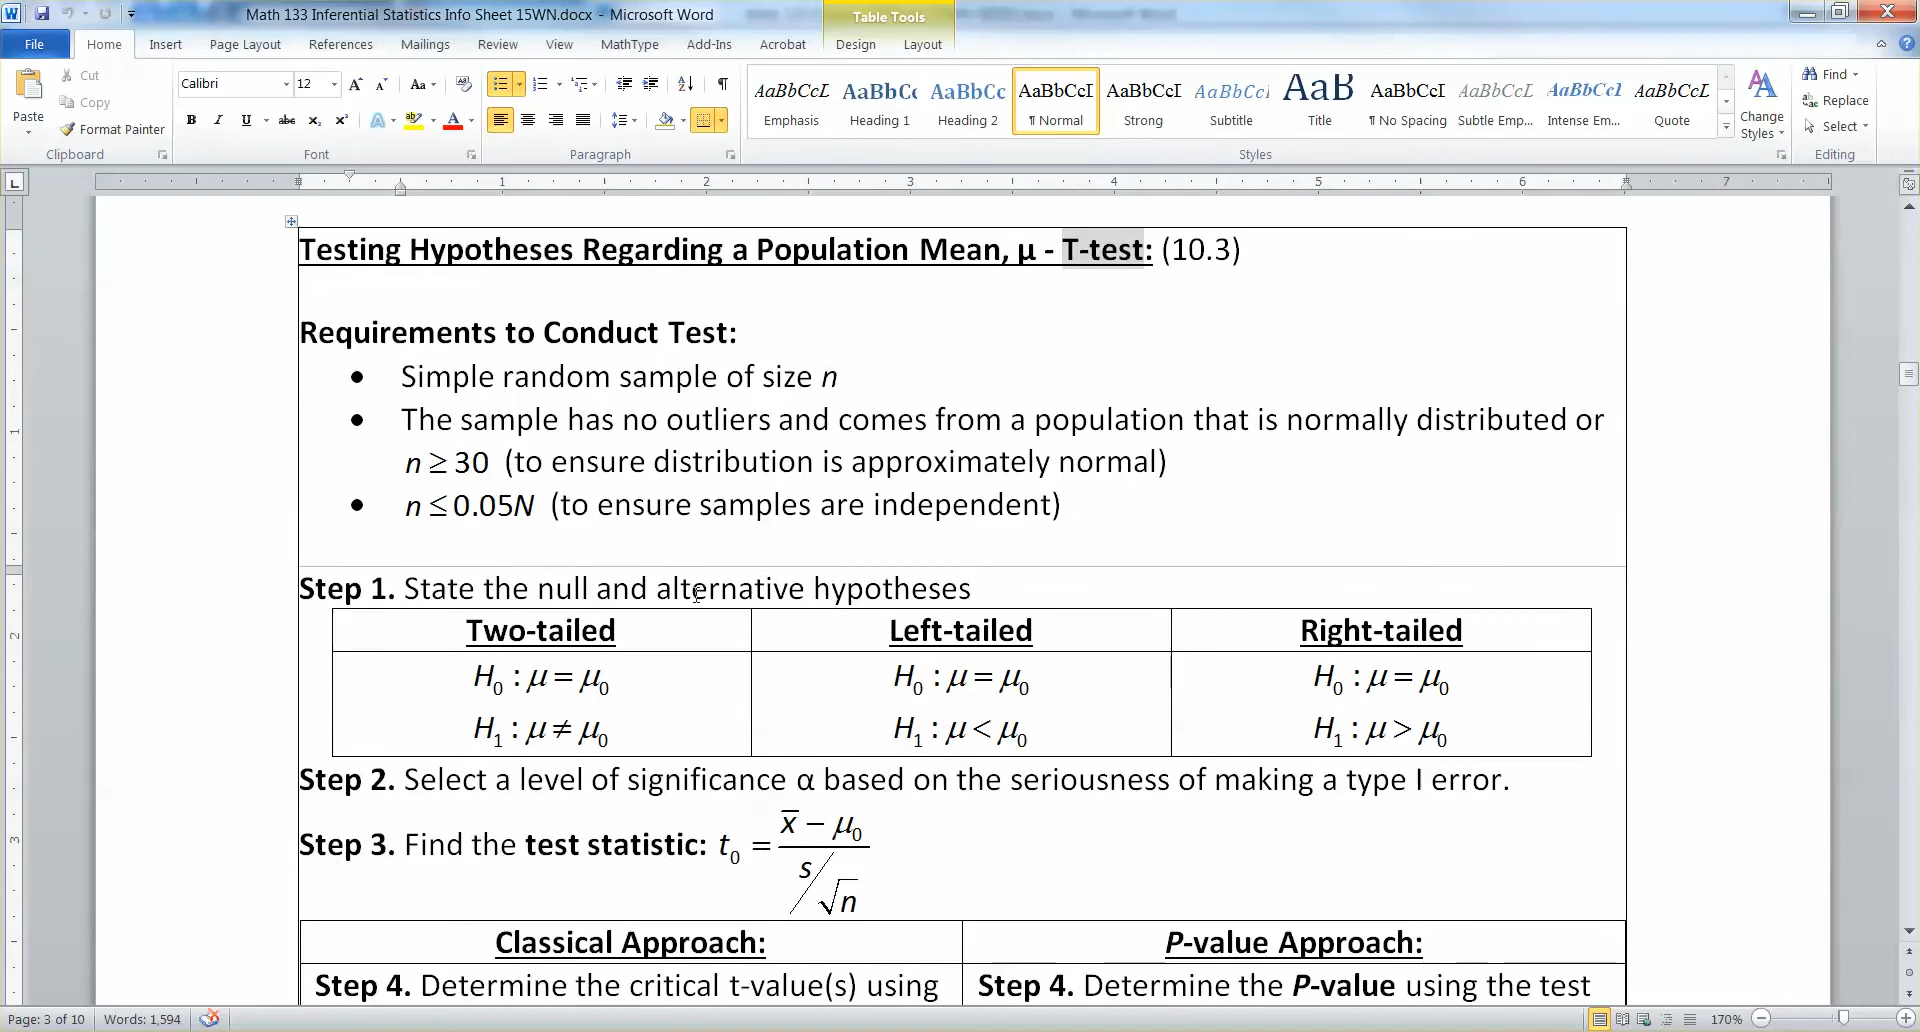 Math 133 Inferential Statistics Info Sheet 15WN.docx - Microsoft Word
Table Tools
File Home Insert Page Layout References Mailings Review View MathType Add-Ins Acrobat Design Layout
Paste
Cut
Copy
Format Painter
Clipboard
Calibri 12
Font
Paragraph
AaBbCcL AaBbCc AaBbCc AaBbCcI AaBbCcI AaBbCcI AaB AaBbCcI AaBbCcL AaBbCcI AaBbCcL
Emphasis Heading 1 Heading 2 ¶ Normal Strong Subtitle Title ¶ No Spacing Subtle Emp... Intense Em... Quote
Styles
Change
Styles
Find
Replace
Select
Editing
1 2 3 4 5 6 7
Testing Hypotheses Regarding a Population Mean, μ - T-test: (10.3)
Requirements to Conduct Test:
• Simple random sample of size n
• The sample has no outliers and comes from a population that is normally distributed or
n ≥ 30 (to ensure distribution is approximately normal)
• n ≤ 0.05N (to ensure samples are independent)
Step 1. State the null and alternative hypotheses
Two-tailed Left-tailed Right-tailed
H₀ : μ = μ₀ H₀ : μ = μ₀ H₀ : μ = μ₀
H₁ : μ ≠ μ₀ H₁ : μ < μ₀ H₁ : μ > μ₀
Step 2. Select a level of significance α based on the seriousness of making a type I error.
Step 3. Find the test statistic: t₀ = (x̄ − μ₀) / (s/√n)
Classical Approach: P-value Approach:
Step 4. Determine the critical t-value(s) using
Step 4. Determine the P-value using the test
Page: 3 of 10 Words: 1,594 170%